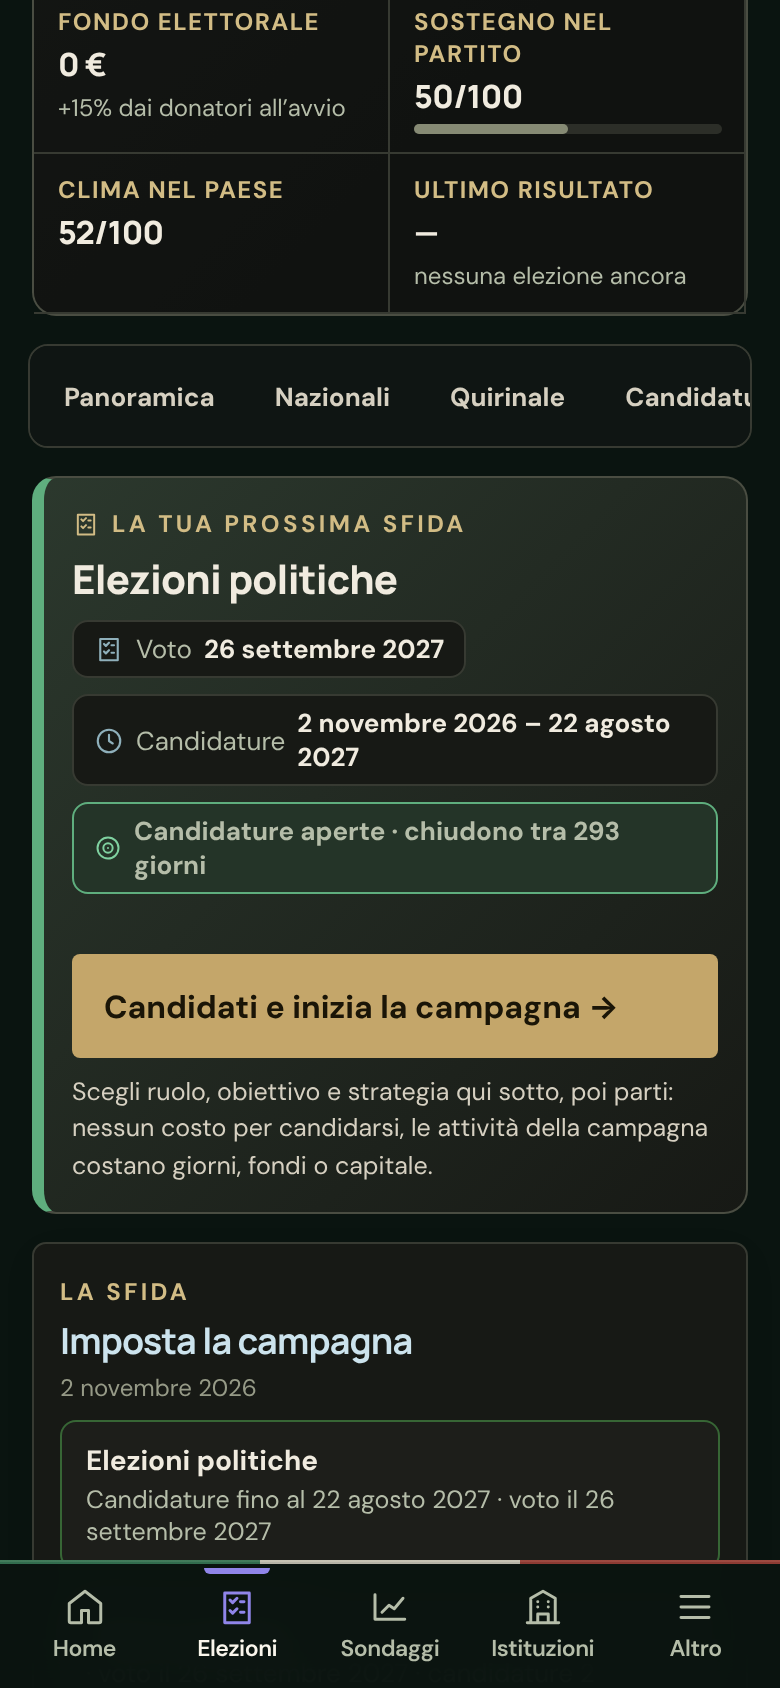 FONDO ELETTORALE
0 €
+15% dai donatori all’avvio
SOSTEGNO NEL
PARTITO
50/100
CLIMA NEL PAESE
52/100
ULTIMO RISULTATO
–
nessuna elezione ancora
Panoramica
Nazionali
Quirinale
Candidatu
LA TUA PROSSIMA SFIDA
Elezioni politiche
Voto 26 settembre 2027
Candidature 2 novembre 2026 – 22 agosto
2027
Candidature aperte · chiudono tra 293
giorni
Candidati e inizia la campagna →
Scegli ruolo, obiettivo e strategia qui sotto, poi parti:
nessun costo per candidarsi, le attività della campagna
costano giorni, fondi o capitale.
LA SFIDA
Imposta la campagna
2 novembre 2026
Elezioni politiche
Candidature fino al 22 agosto 2027 · voto il 26
settembre 2027
Home
Elezioni
Sondaggi
Istituzioni
Altro